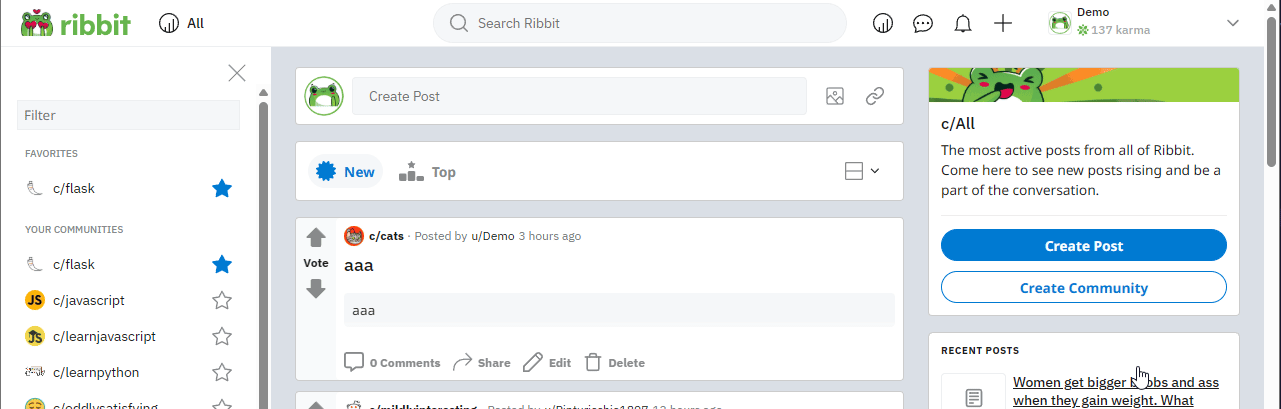 ribbit
All
Search Ribbit
Demo
137 karma
Filter
FAVORITES
c/flask
YOUR COMMUNITIES
c/flask
c/javascript
c/learnjavascript
c/learnpython
c/oddlysatisfying
Create Post
New
Top
Vote
c/cats · Posted by u/Demo 3 hours ago
aaa
aaa
0 Comments
Share
Edit
Delete
c/mildlyinteresting · Posted by
12 hours ago
c/All
The most active posts from all of Ribbit.
Come here to see new posts rising and be a
part of the conversation.
Create Post
Create Community
RECENT POSTS
Women get bigger and ass
when they gain weight. What